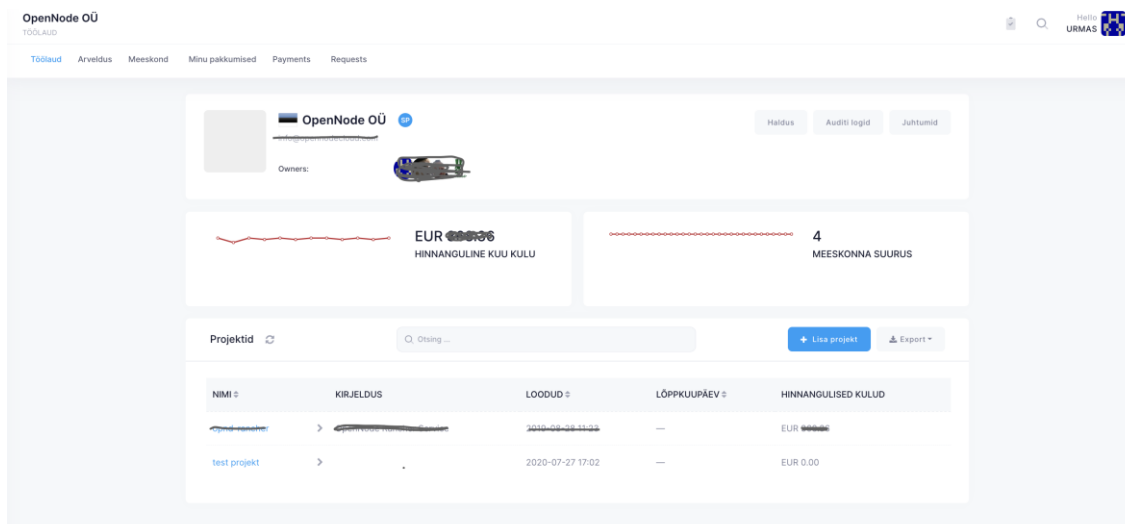 OpenNode OÜ
TÖÖLAUD
Hello
URMAS
Töölaud Arveldus Meeskond Minu pakkumised Payments Requests
OpenNode OÜ SP
Haldus Auditi logid Juhtumid
Owners:
EUR
HINNANGULINE KUU KULU
4
MEESKONNA SUURUS
Projektid
Otsing ...
+ Lisa projekt
Export
NIMI KIRJELDUS LOODUD LÕPPKUUPÄEV HINNANGULISED KULUD
— EUR
test projekt 2020-07-27 17:02 — EUR 0.00